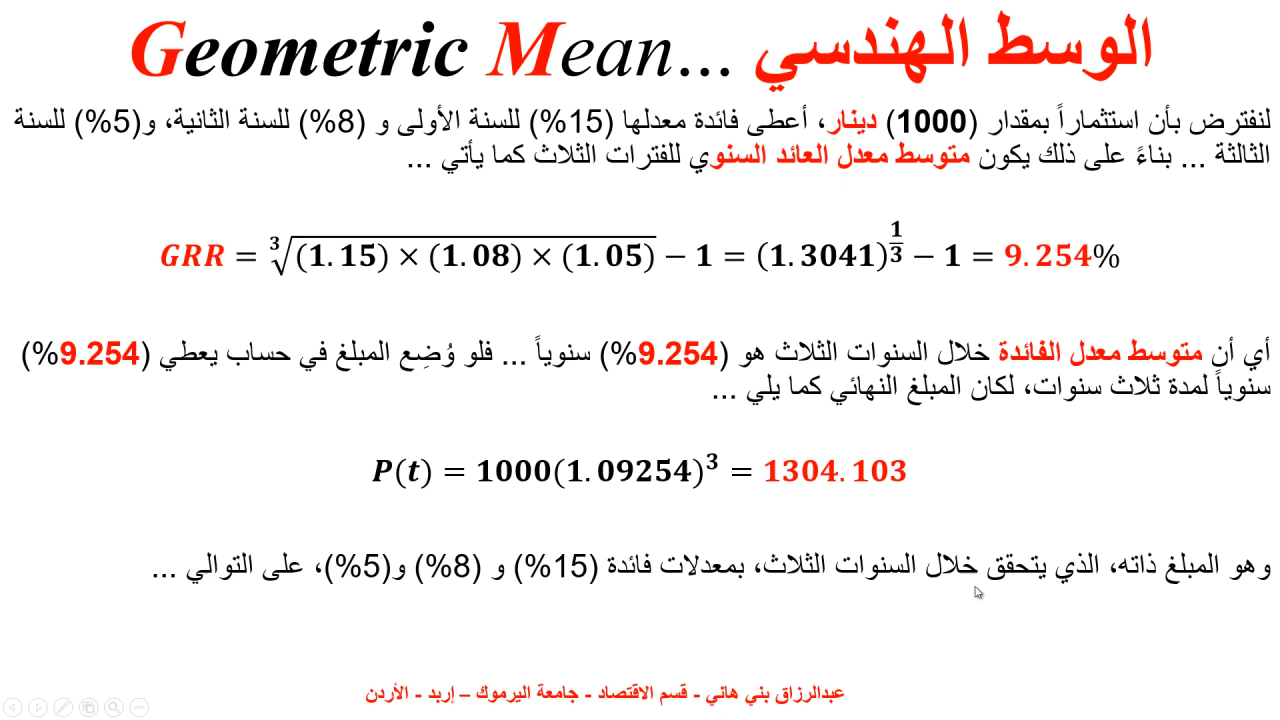 Geometric Mean... الوسط الهندسي
لنفترض بأن استثماراً بمقدار (1000) دينار، أعطى فائدة معدلها (15%) للسنة الأولى و (8%) للسنة الثانية، و(5%) للسنة
الثالثة ... بناءً على ذلك يكون متوسط معدل العائد السنوي للفترات الثلاث كما يأتي ...
GRR = ∛((1.15) × (1.08) × (1.05)) − 1 = (1.3041)^(1/3) − 1 = 9.254%
أي أن متوسط معدل الفائدة خلال السنوات الثلاث هو (9.254%) سنوياً ... فلو وُضِع المبلغ في حساب يعطي (9.254%)
سنوياً لمدة ثلاث سنوات، لكان المبلغ النهائي كما يلي ...
P(t) = 1000(1.09254)³ = 1304.103
وهو المبلغ ذاته، الذي يتحقق خلال السنوات الثلاث، بمعدلات فائدة (15%) و (8%) و(5%)، على التوالي ...
عبدالرزاق بني هاني - قسم الاقتصاد - جامعة اليرموك – إربد - الأردن